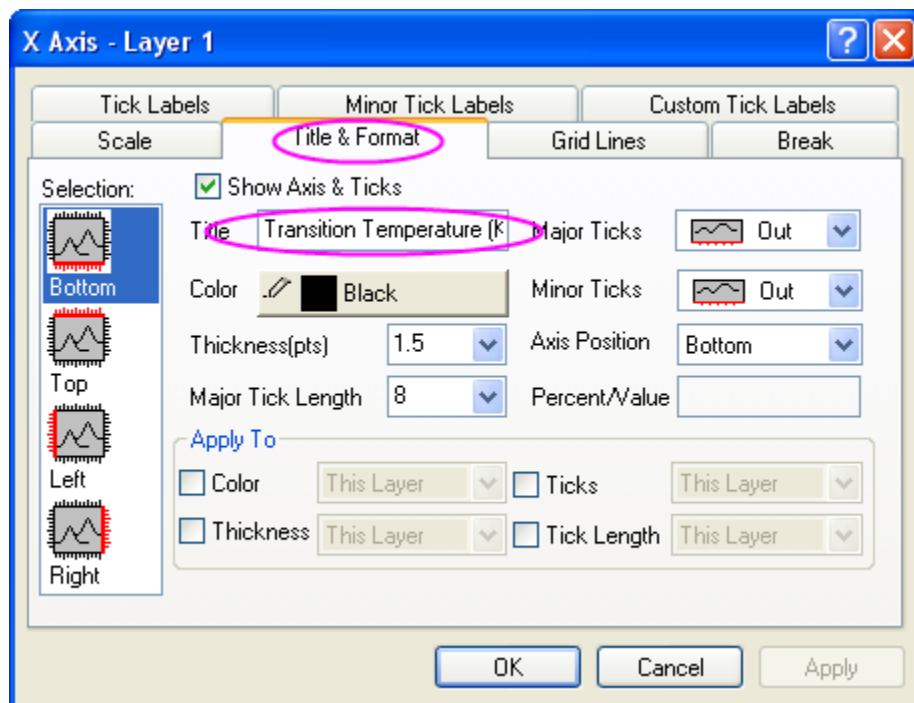 X Axis - Layer 1
Tick Labels Minor Tick Labels Custom Tick Labels
Scale Title & Format Grid Lines Break
Selection: Show Axis & Ticks
Title Transition Temperature (K Major Ticks Out
Bottom Color Black Minor Ticks Out
Thickness(pts) 1.5 Axis Position Bottom
Top Major Tick Length 8 Percent/Value
Apply To
Left Color This Layer Ticks This Layer
Thickness This Layer Tick Length This Layer
Right
OK Cancel Apply